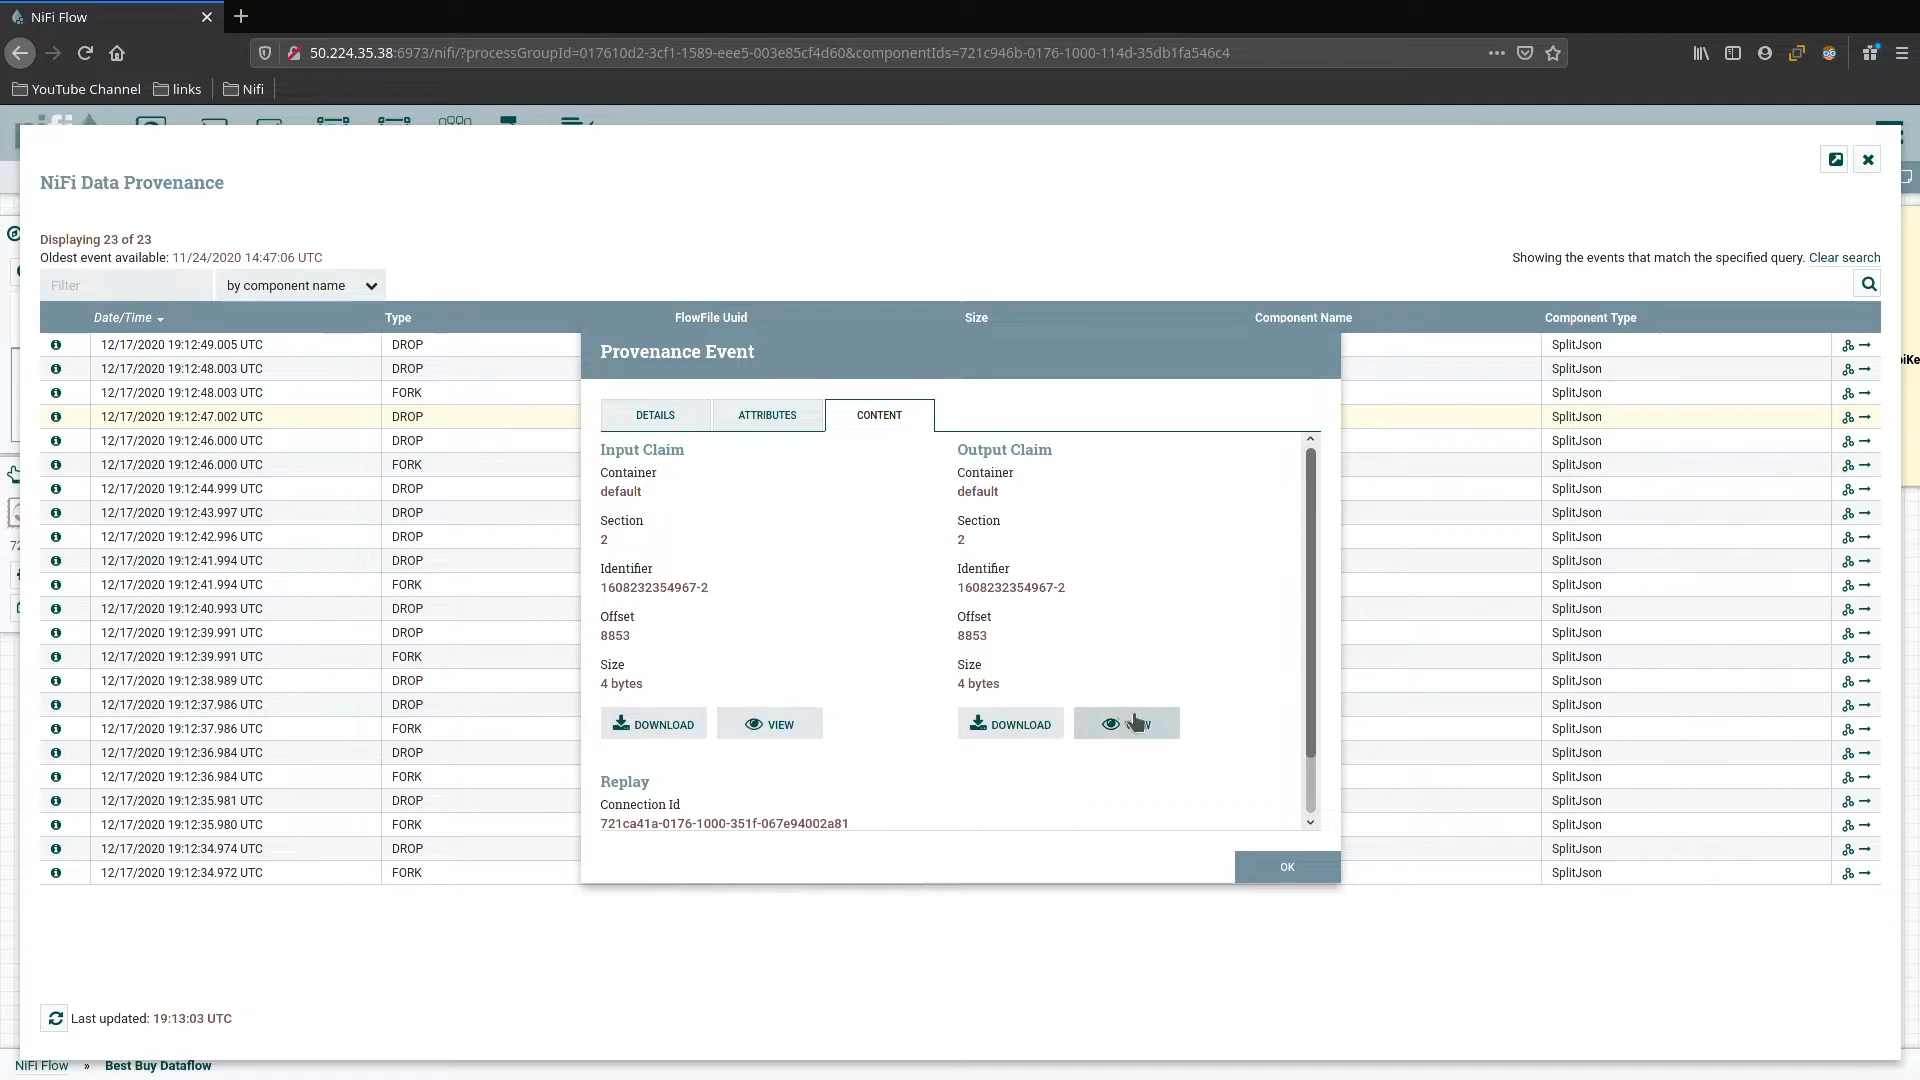 NiFi Flow
50.224.35.38:6973/nifi/?processGroupId=017610d2-3cf1-1589-eee5-003e85cf4d60&componentIds=721c946b-0176-1000-114d-35db1fa546c4
YouTube Channel links Nifi
NiFi Data Provenance
Displaying 23 of 23
Oldest event available: 11/24/2020 14:47:06 UTC
Showing the events that match the specified query. Clear search
Filter by component name
Date/Time Type FlowFile Uuid Size Component Name Component Type
12/17/2020 19:12:49.005 UTC DROP SplitJson
12/17/2020 19:12:48.003 UTC DROP SplitJson
12/17/2020 19:12:48.003 UTC FORK SplitJson
12/17/2020 19:12:47.002 UTC DROP SplitJson
12/17/2020 19:12:46.000 UTC DROP SplitJson
12/17/2020 19:12:46.000 UTC FORK SplitJson
12/17/2020 19:12:44.999 UTC DROP SplitJson
12/17/2020 19:12:43.997 UTC DROP SplitJson
12/17/2020 19:12:42.996 UTC DROP SplitJson
12/17/2020 19:12:41.994 UTC DROP SplitJson
12/17/2020 19:12:41.994 UTC FORK SplitJson
12/17/2020 19:12:40.993 UTC DROP SplitJson
12/17/2020 19:12:39.991 UTC DROP SplitJson
12/17/2020 19:12:39.991 UTC FORK SplitJson
12/17/2020 19:12:38.989 UTC DROP SplitJson
12/17/2020 19:12:37.986 UTC DROP SplitJson
12/17/2020 19:12:37.986 UTC FORK SplitJson
12/17/2020 19:12:36.984 UTC DROP SplitJson
12/17/2020 19:12:36.984 UTC FORK SplitJson
12/17/2020 19:12:35.981 UTC DROP SplitJson
12/17/2020 19:12:35.980 UTC FORK SplitJson
12/17/2020 19:12:34.974 UTC DROP SplitJson
12/17/2020 19:12:34.972 UTC FORK SplitJson
Provenance Event
DETAILS ATTRIBUTES CONTENT
Input Claim Output Claim
Container Container
default default
Section Section
2 2
Identifier Identifier
1608232354967-2 1608232354967-2
Offset Offset
8853 8853
Size Size
4 bytes 4 bytes
DOWNLOAD VIEW DOWNLOAD
Replay
Connection Id
721ca41a-0176-1000-351f-067e94002a81
OK
Last updated: 19:13:03 UTC
NiFi Flow » Best Buy Dataflow